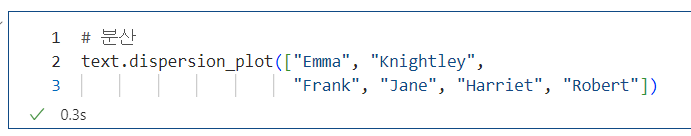 1 # 분산
2 text.dispersion_plot(["Emma", "Knightley",
3 "Frank", "Jane", "Harriet", "Robert"])
0.3s